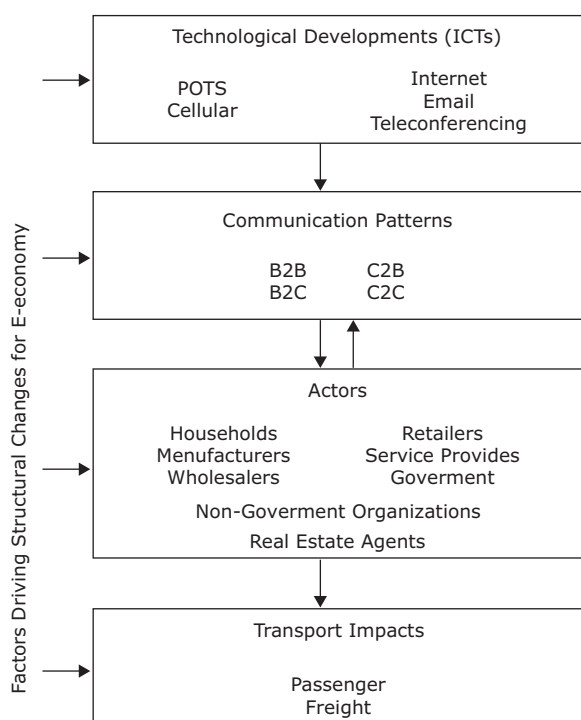 Factors Driving Structural Changes for E-economy
Technological Developments (ICTs)
POTS
Cellular
Internet
Email
Teleconferencing
Communication Patterns
B2B C2B
B2C C2C
Actors
Households Retailers
Menufacturers Service Provides
Wholesalers Goverment
Non-Goverment Organizations
Real Estate Agents
Transport Impacts
Passenger
Freight